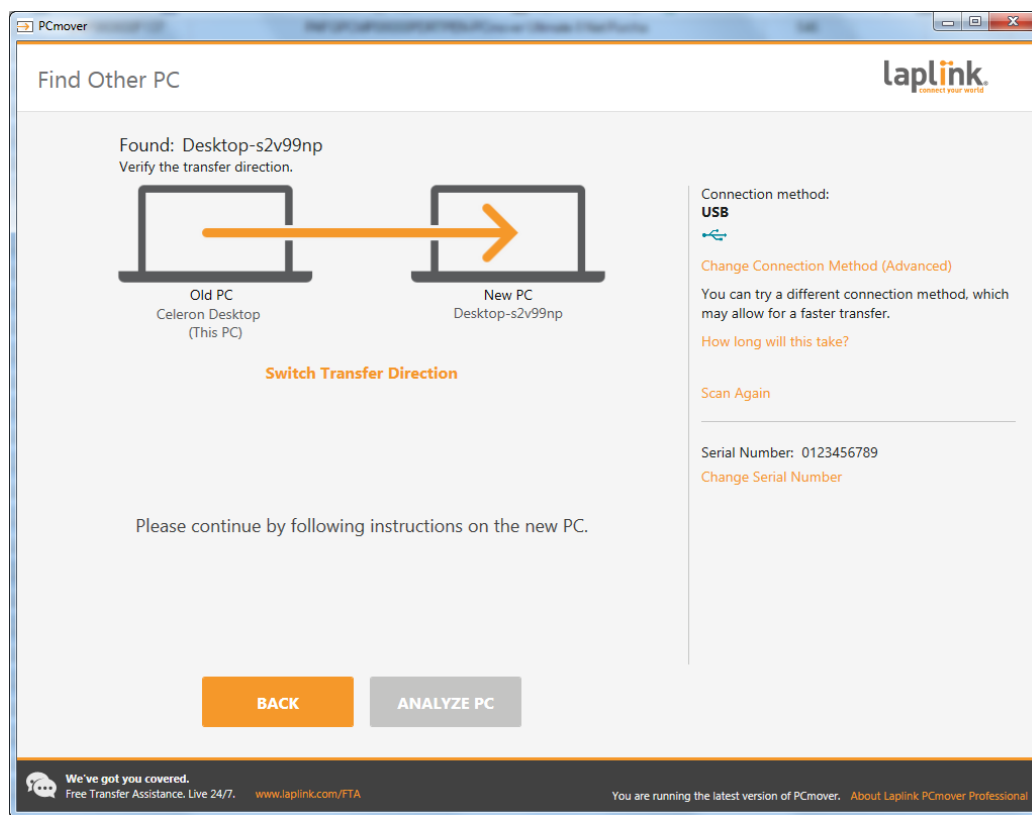 PCmover
Find Other PC
laplink.
connect your world
Found: Desktop-s2v99np
Verify the transfer direction.
Old PC
Celeron Desktop
(This PC)
New PC
Desktop-s2v99np
Switch Transfer Direction
Please continue by following instructions on the new PC.
Connection method:
USB
Change Connection Method (Advanced)
You can try a different connection method, which
may allow for a faster transfer.
How long will this take?
Scan Again
Serial Number: 0123456789
Change Serial Number
BACK
ANALYZE PC
We've got you covered.
Free Transfer Assistance. Live 24/7. www.laplink.com/FTA
You are running the latest version of PCmover. About Laplink PCmover Professional